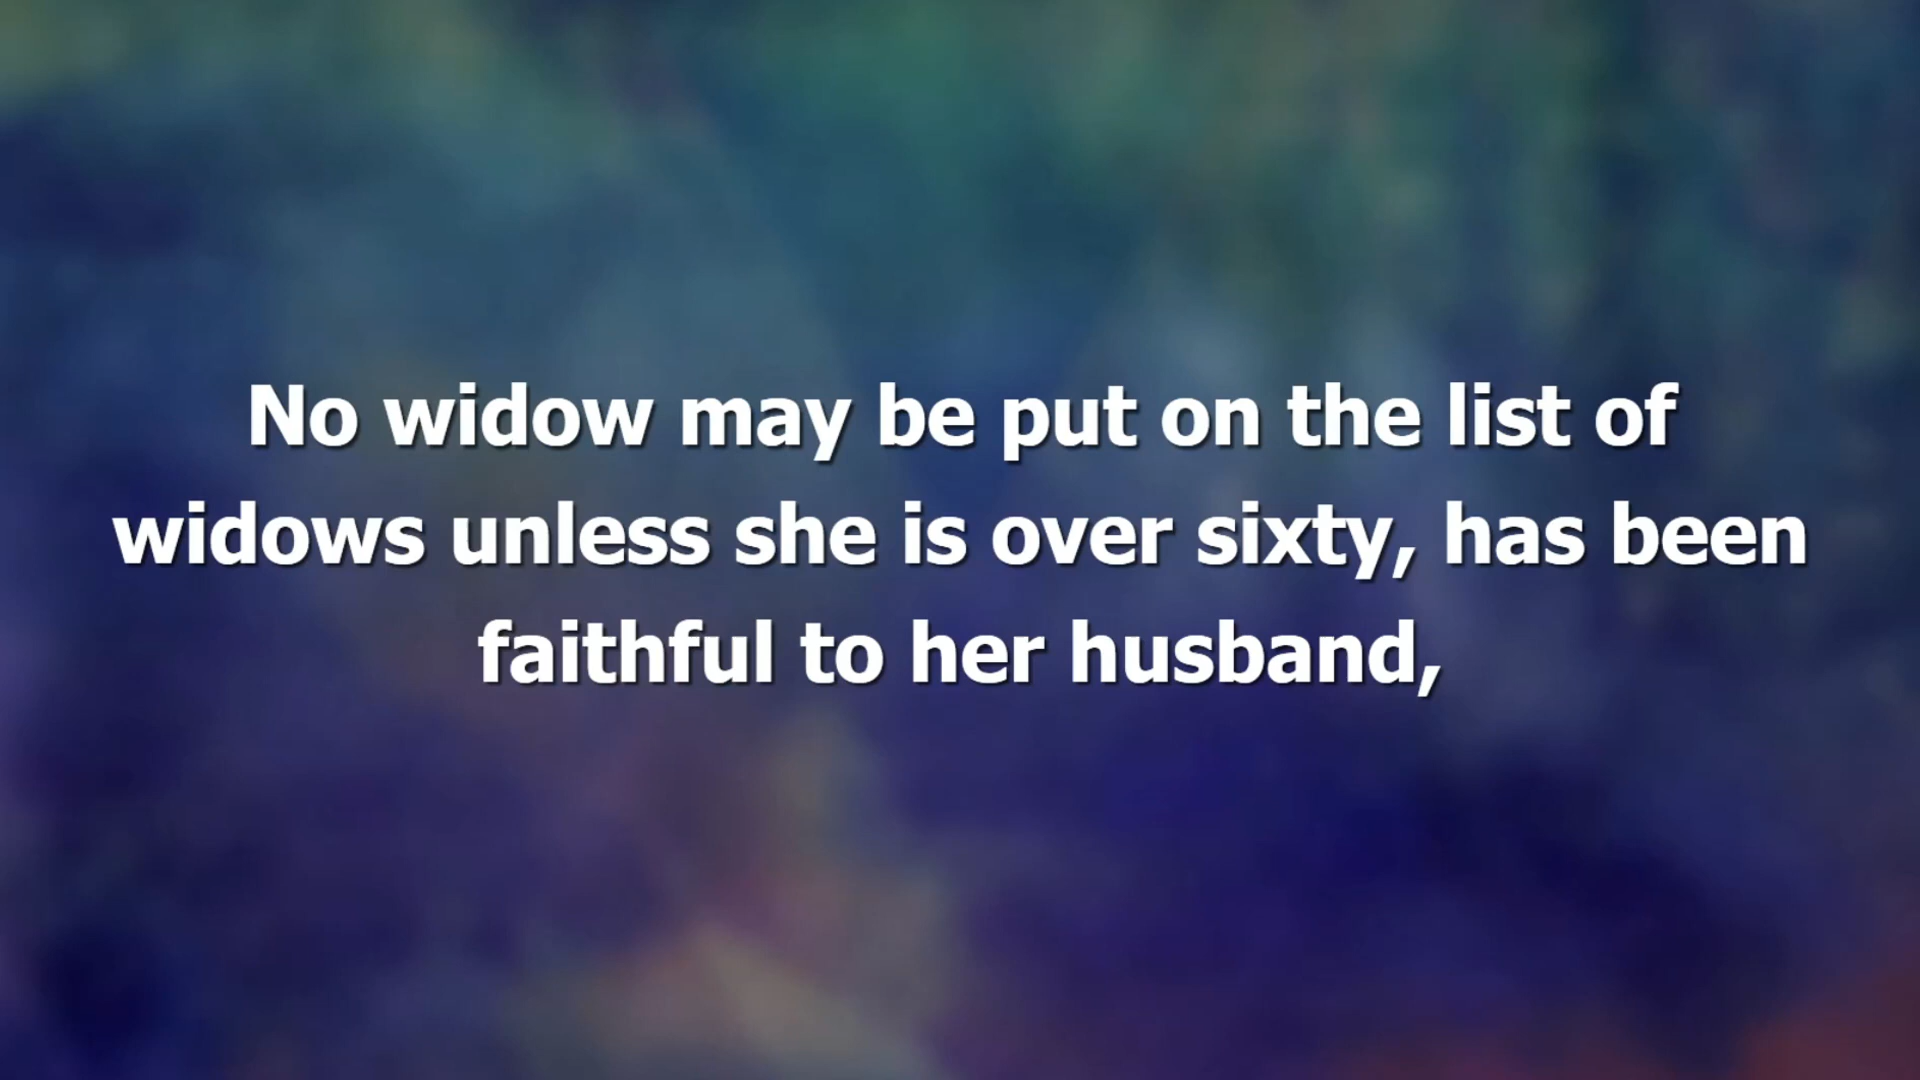 No widow may be put on the list of
widows unless she is over sixty, has been
faithful to her husband,